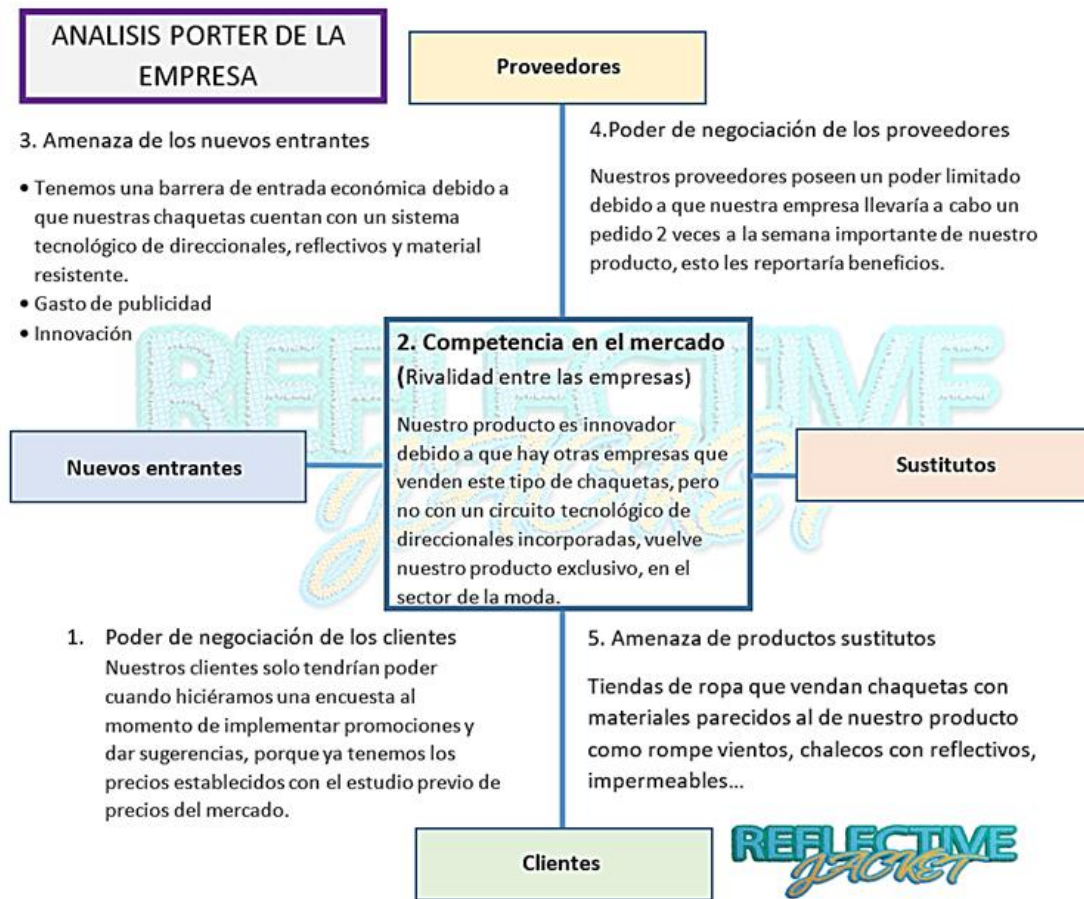 ANALISIS PORTER DE LA
EMPRESA
Proveedores
3. Amenaza de los nuevos entrantes
• Tenemos una barrera de entrada económica debido a
que nuestras chaquetas cuentan con un sistema
tecnológico de direccionales, reflectivos y material
resistente.
• Gasto de publicidad
• Innovación
4.Poder de negociación de los proveedores
Nuestros proveedores poseen un poder limitado
debido a que nuestra empresa llevaría a cabo un
pedido 2 veces a la semana importante de nuestro
producto, esto les reportaría beneficios.
REFLECTIVE
JACKET
2. Competencia en el mercado
(Rivalidad entre las empresas)
Nuestro producto es innovador
debido a que hay otras empresas que
venden este tipo de chaquetas, pero
no con un circuito tecnológico de
direccionales incorporadas, vuelve
nuestro producto exclusivo, en el
sector de la moda.
Nuevos entrantes
Sustitutos
1. Poder de negociación de los clientes
Nuestros clientes solo tendrían poder
cuando hiciéramos una encuesta al
momento de implementar promociones y
dar sugerencias, porque ya tenemos los
precios establecidos con el estudio previo de
precios del mercado.
5. Amenaza de productos sustitutos
Tiendas de ropa que vendan chaquetas con
materiales parecidos al de nuestro producto
como rompe vientos, chalecos con reflectivos,
impermeables...
Clientes
REFLECTIVE
JACKET